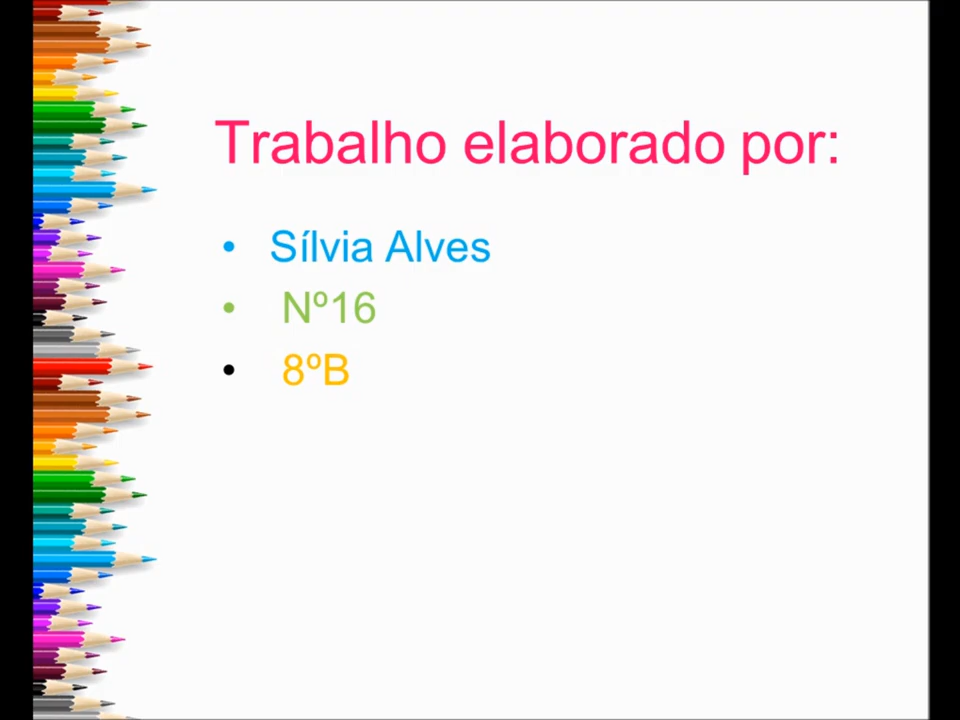 Trabalho elaborado por:
• Sílvia Alves
• Nº16
• 8ºB